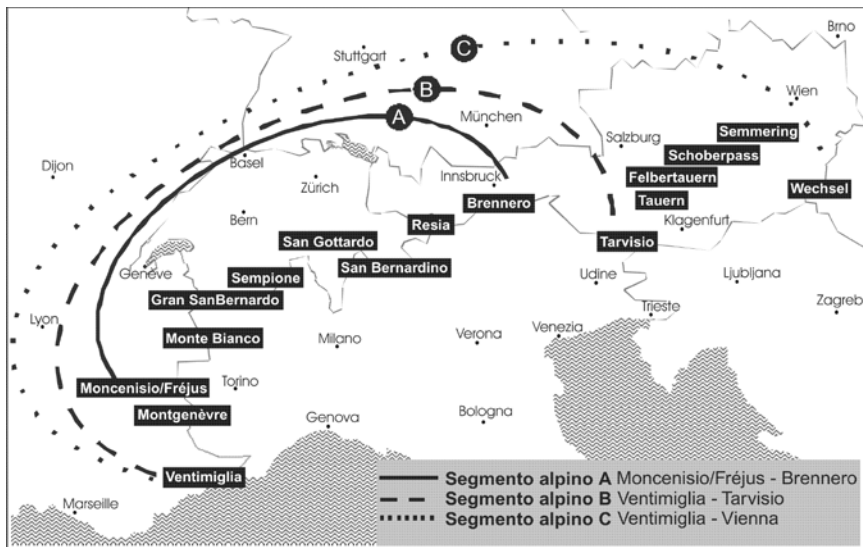 Brno
Stuttgart
C
Wien
B
München
A
Semmering
Salzburg
Schoberpass
Basel
Dijon
Zürich
Innsbruck
Felbertauern
Wechsel
Brennero
Tauern
Bern
Resia
Klagenfurt
San Gottardo
Tarvisio
San Bernardino
Genève
Sempione
Udine
Ljubljana
Gran SanBernardo
Trieste
Zagreb
Lyon
Monte Bianco
Milano
Verona
Venezia
Moncenisio/Fréjus
Torino
Montgenèvre
Genova
Bologna
Ventimiglia
Marseille
Segmento alpino A Moncenisio/Fréjus - Brennero
Segmento alpino B Ventimiglia - Tarvisio
Segmento alpino C Ventimiglia - Vienna